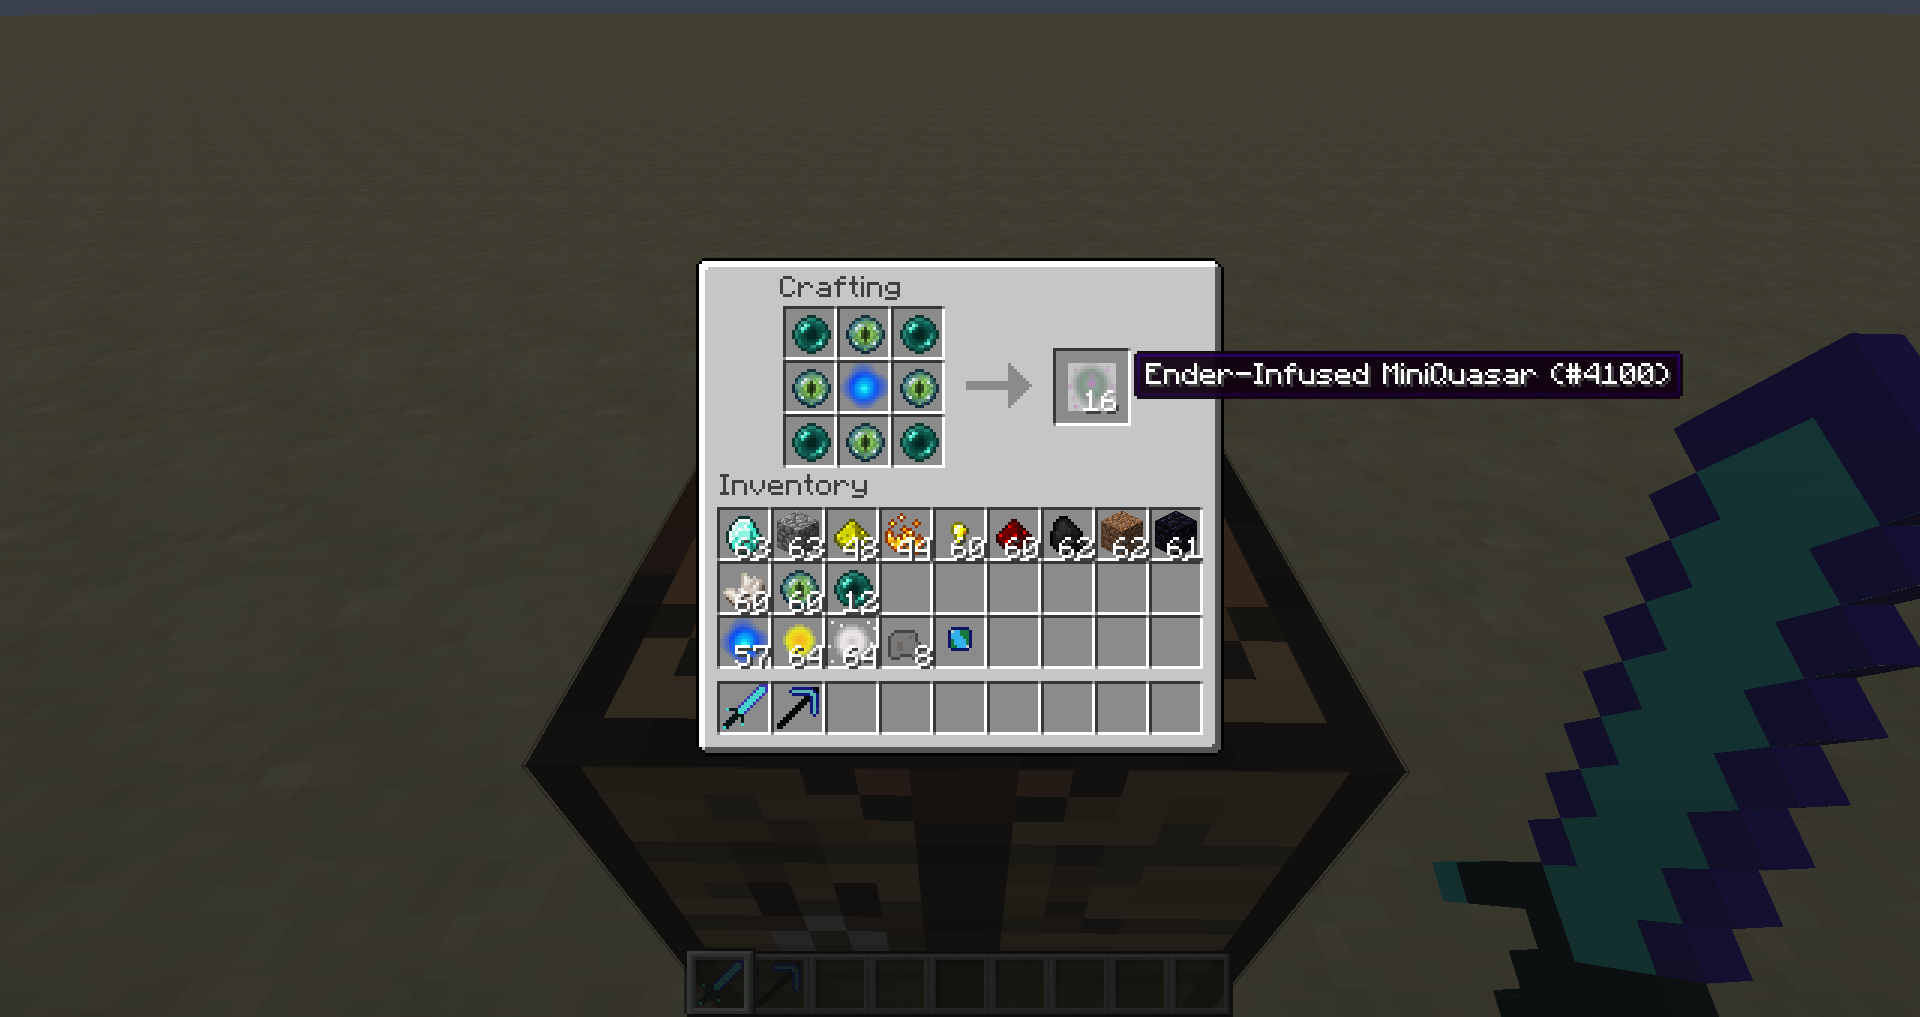 Crafting
16
Ender-Infused MiniQuasar (#4100)
Inventory
63 63 48 44 60 60 62 62 61
60 60 12
57 64 64 8